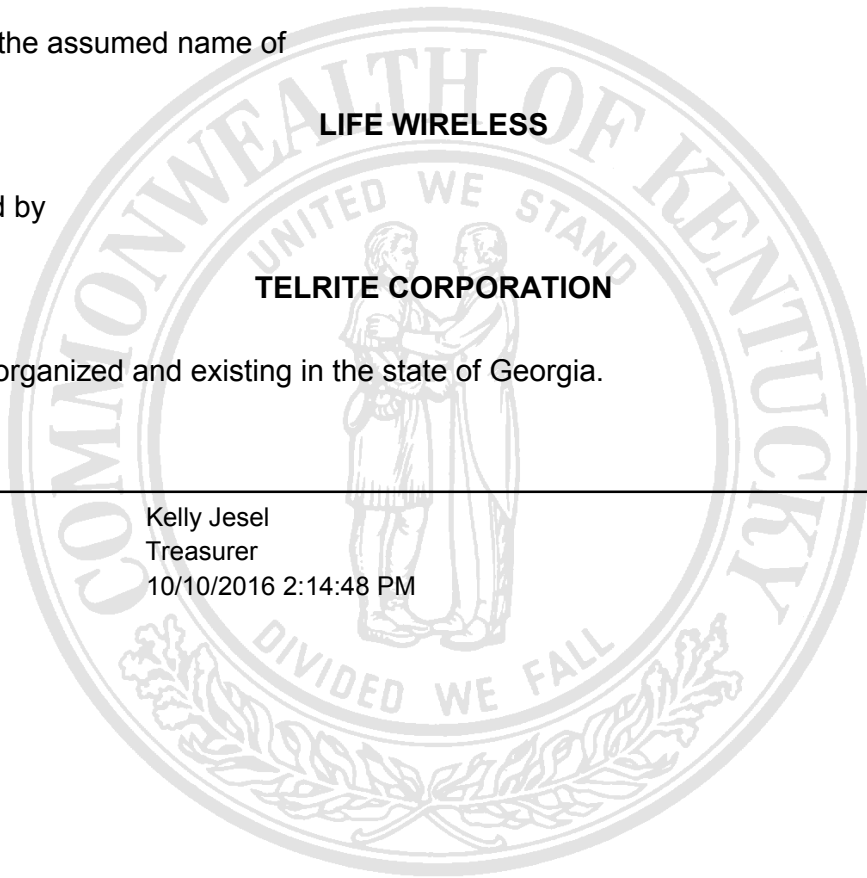 the assumed name of
LIFE WIRELESS
d by
TELRITE CORPORATION
organized and existing in the state of Georgia.
Kelly Jesel
Treasurer
10/10/2016 2:14:48 PM
COMMONWEALTH OF KENTUCKY
UNITED WE STAND
DIVIDED WE FALL